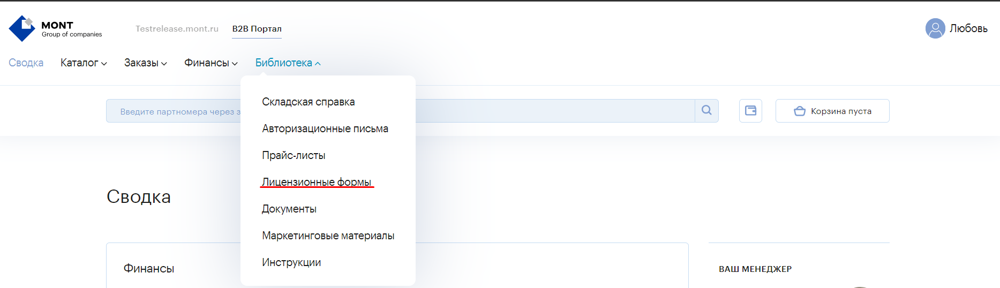 MONT
Group of companies
Testrelease.mont.ru
B2B Портал
Любовь
Сводка
Каталог
Заказы
Финансы
Библиотека
Складская справка
Авторизационные письма
Прайс-листы
Лицензионные формы
Документы
Маркетинговые материалы
Инструкции
Введите партномера через з
Корзина пуста
Сводка
Финансы
ВАШ МЕНЕДЖЕР